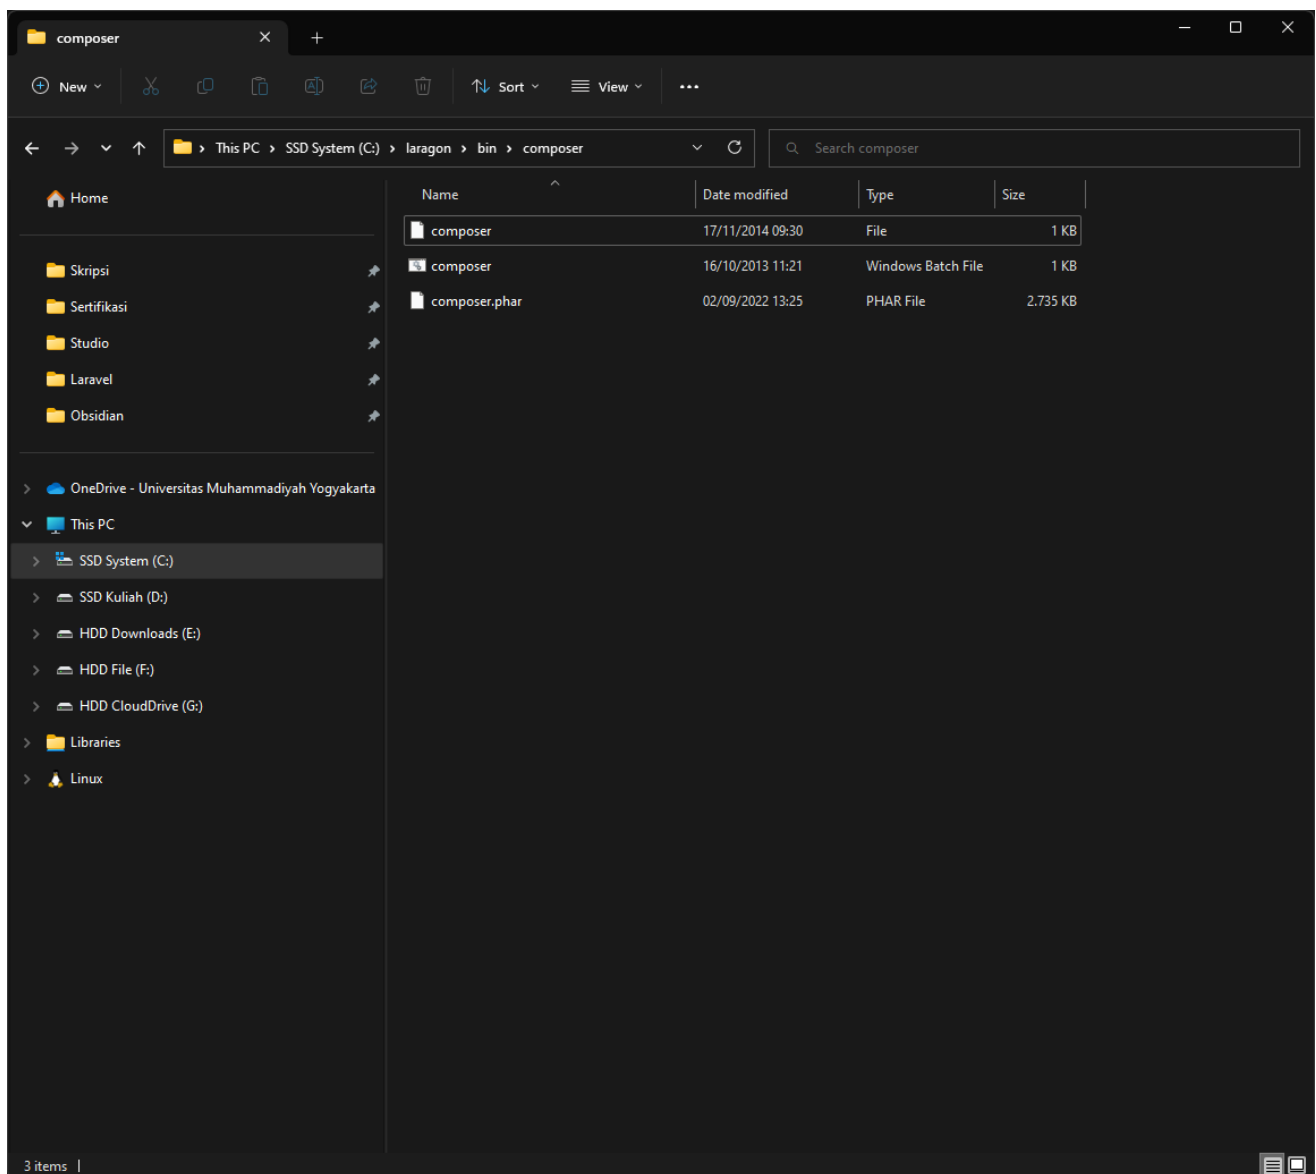 composer
New
Sort
View
This PC > SSD System (C:) > laragon > bin > composer
Search composer
Home
Skripsi
Sertifikasi
Studio
Laravel
Obsidian
OneDrive - Universitas Muhammadiyah Yogyakarta
This PC
SSD System (C:)
SSD Kuliah (D:)
HDD Downloads (E:)
HDD File (F:)
HDD CloudDrive (G:)
Libraries
Linux
Name Date modified Type Size
composer 17/11/2014 09:30 File 1 KB
composer 16/10/2013 11:21 Windows Batch File 1 KB
composer.phar 02/09/2022 13:25 PHAR File 2.735 KB
3 items